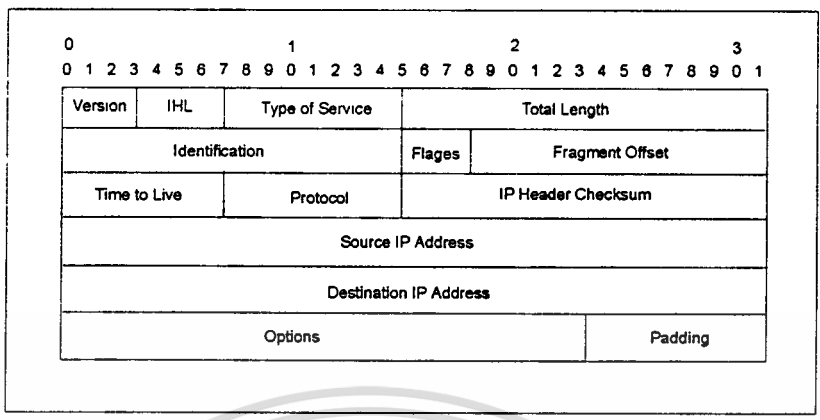 0 1 2 3
0 1 2 3 4 5 6 7 8 9 0 1 2 3 4 5 6 7 8 9 0 1 2 3 4 5 6 7 8 9 0 1
Version IHL Type of Service Total Length
Identification Flages Fragment Offset
Time to Live Protocol IP Header Checksum
Source IP Address
Destination IP Address
Options Padding